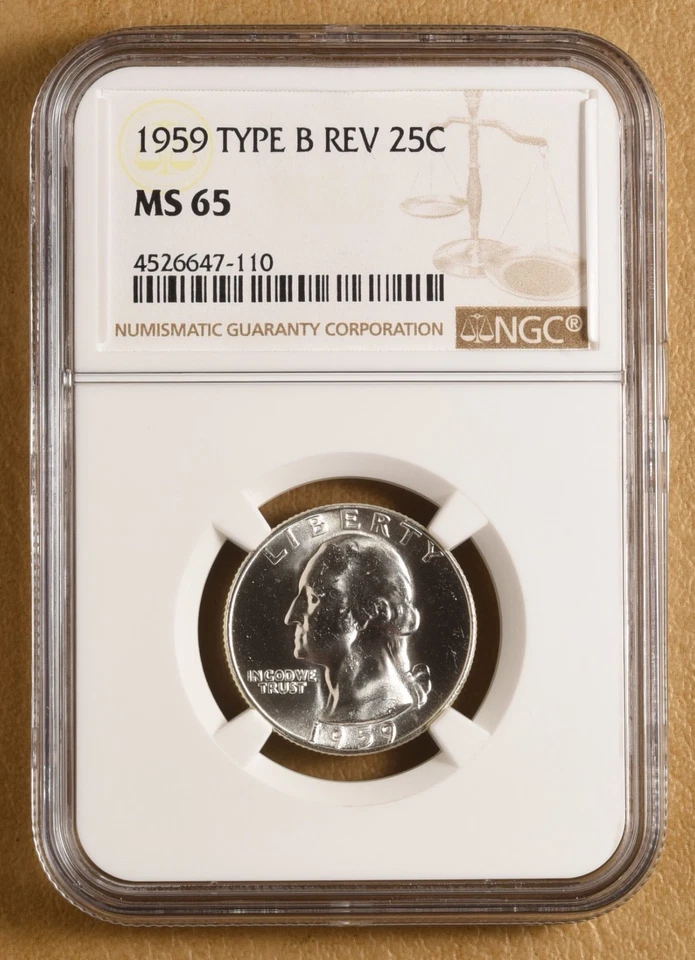 1959 TYPE B REV 25C
MS 65
4526647-110
NUMISMATIC GUARANTY CORPORATION
NGC®
LIBERTY
IN GOD WE
TRUST
1959